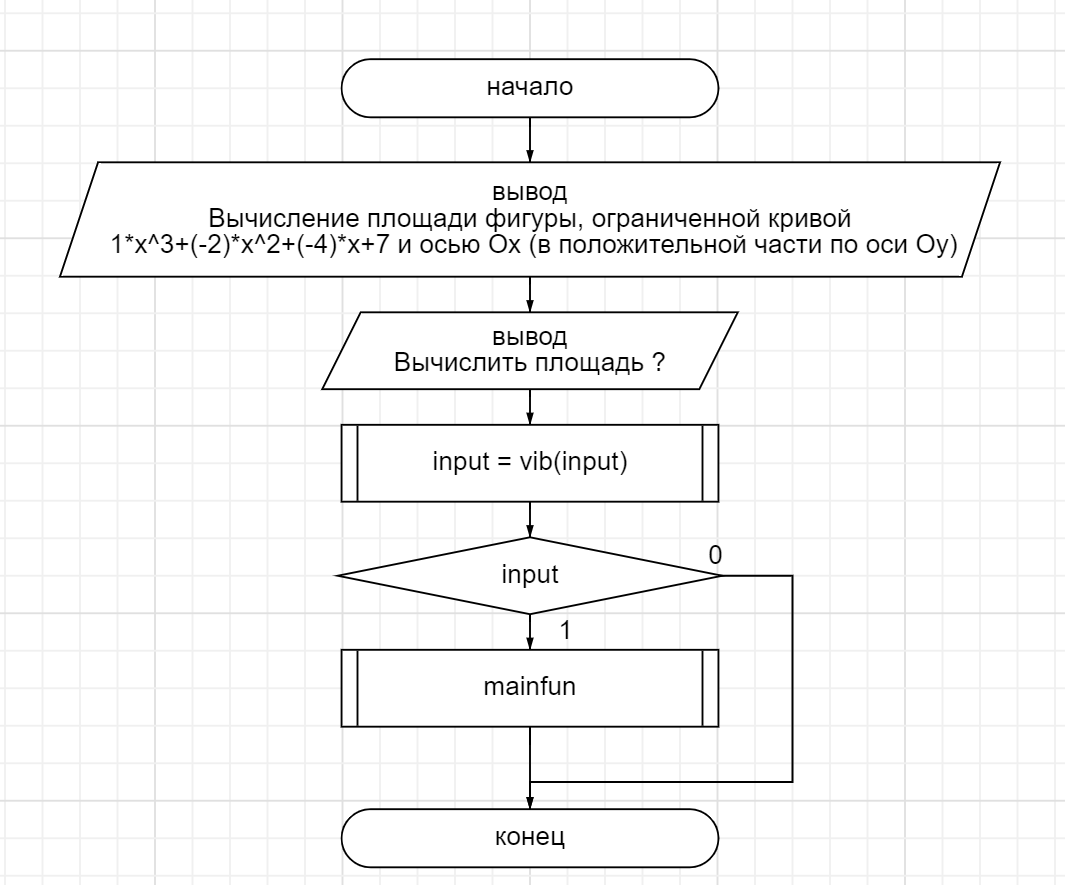 начало
вывод
Вычисление площади фигуры, ограниченной кривой
1*x^3+(-2)*x^2+(-4)*x+7 и осью Ox (в положительной части по оси Oy)
вывод
Вычислить площадь ?
input = vib(input)
0
input
1
mainfun
конец